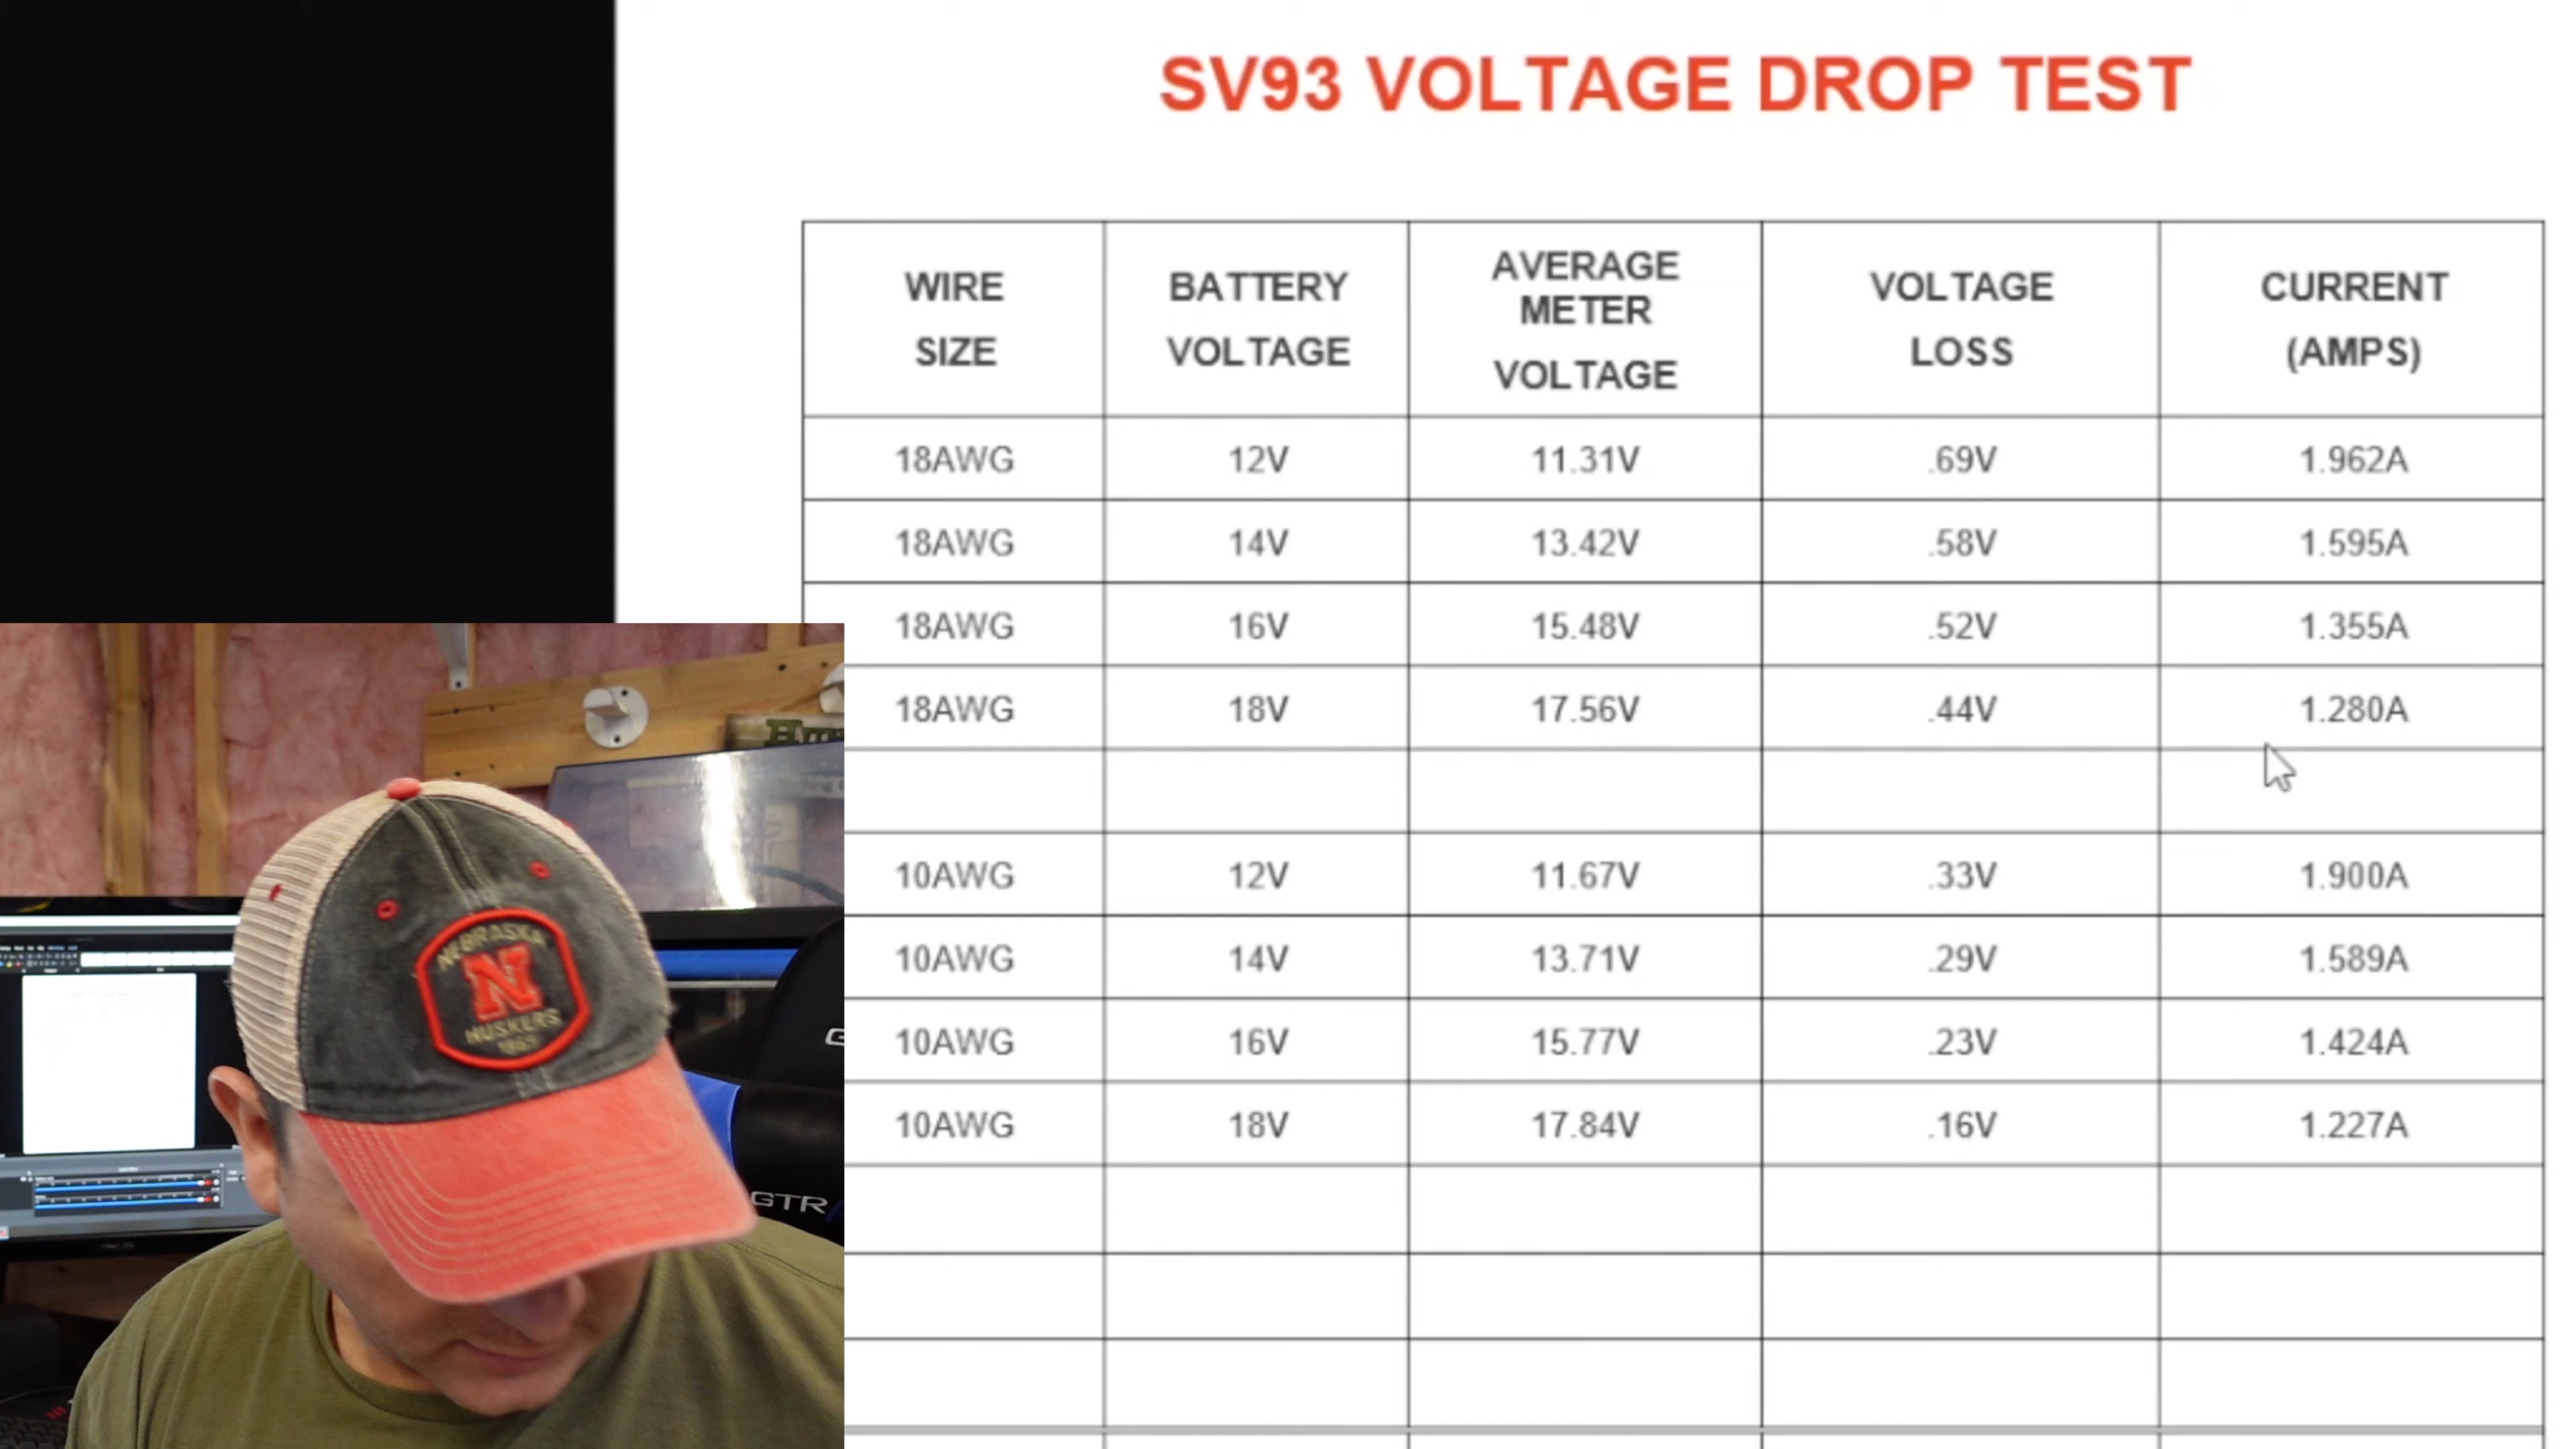 SV93 VOLTAGE DROP TEST
WIRE SIZE BATTERY VOLTAGE AVERAGE METER VOLTAGE VOLTAGE LOSS CURRENT (AMPS)
18AWG 12V 11.31V .69V 1.962A
18AWG 14V 13.42V .58V 1.595A
18AWG 16V 15.48V .52V 1.355A
18AWG 18V 17.56V .44V 1.280A
10AWG 12V 11.67V .33V 1.900A
10AWG 14V 13.71V .29V 1.589A
10AWG 16V 15.77V .23V 1.424A
10AWG 18V 17.84V .16V 1.227A
NEBRASKA
N
HUSKERS
1869
GTR